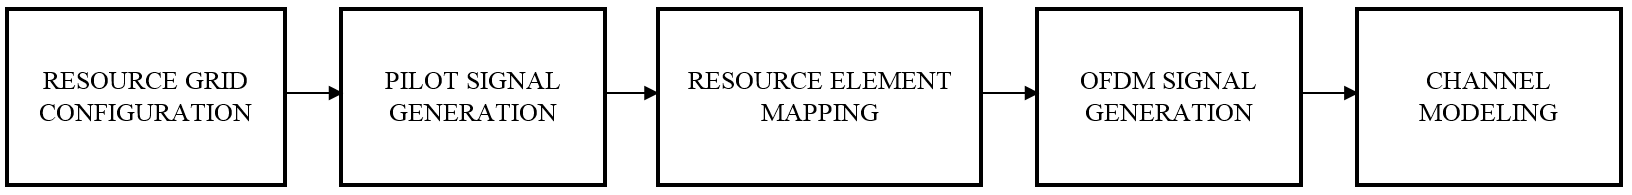 RESOURCE GRID
CONFIGURATION
PILOT SIGNAL
GENERATION
RESOURCE ELEMENT
MAPPING
OFDM SIGNAL
GENERATION
CHANNEL
MODELING